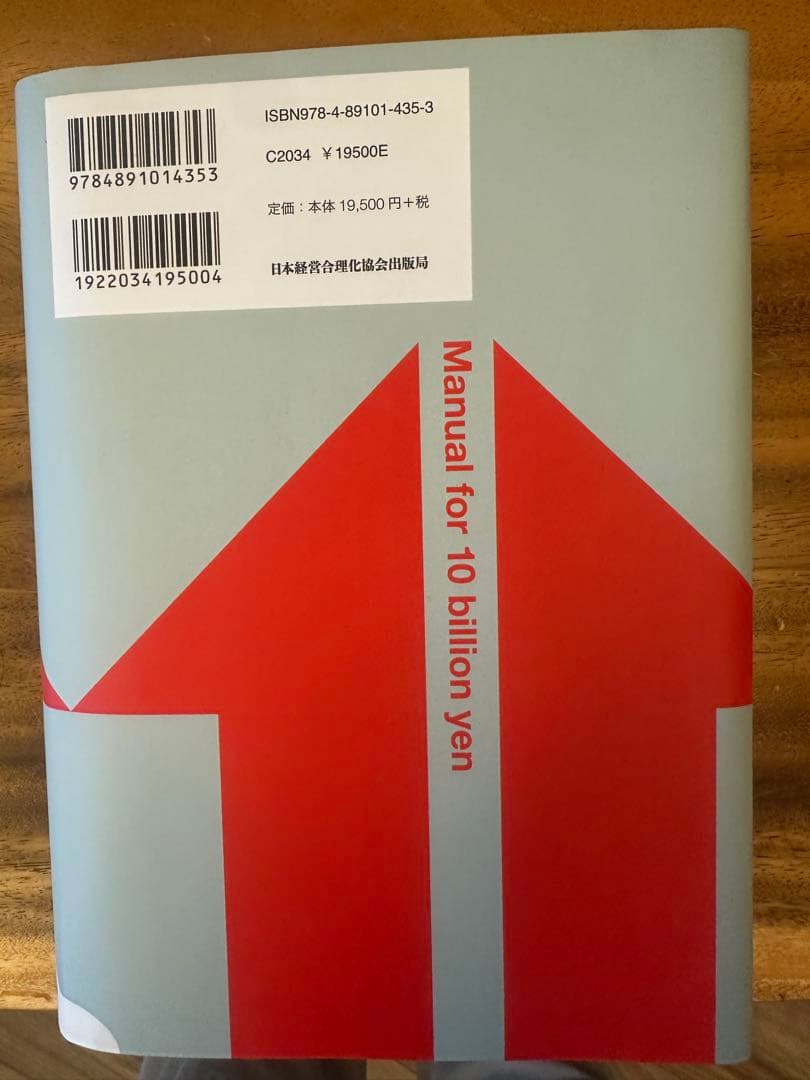 ISBN978-4-89101-435-3
9784891014353
C2034 ¥19500E
定価：本体 19,500 円＋税
1922034195004
日本経営合理化協会出版局
Manual for 10 billion yen